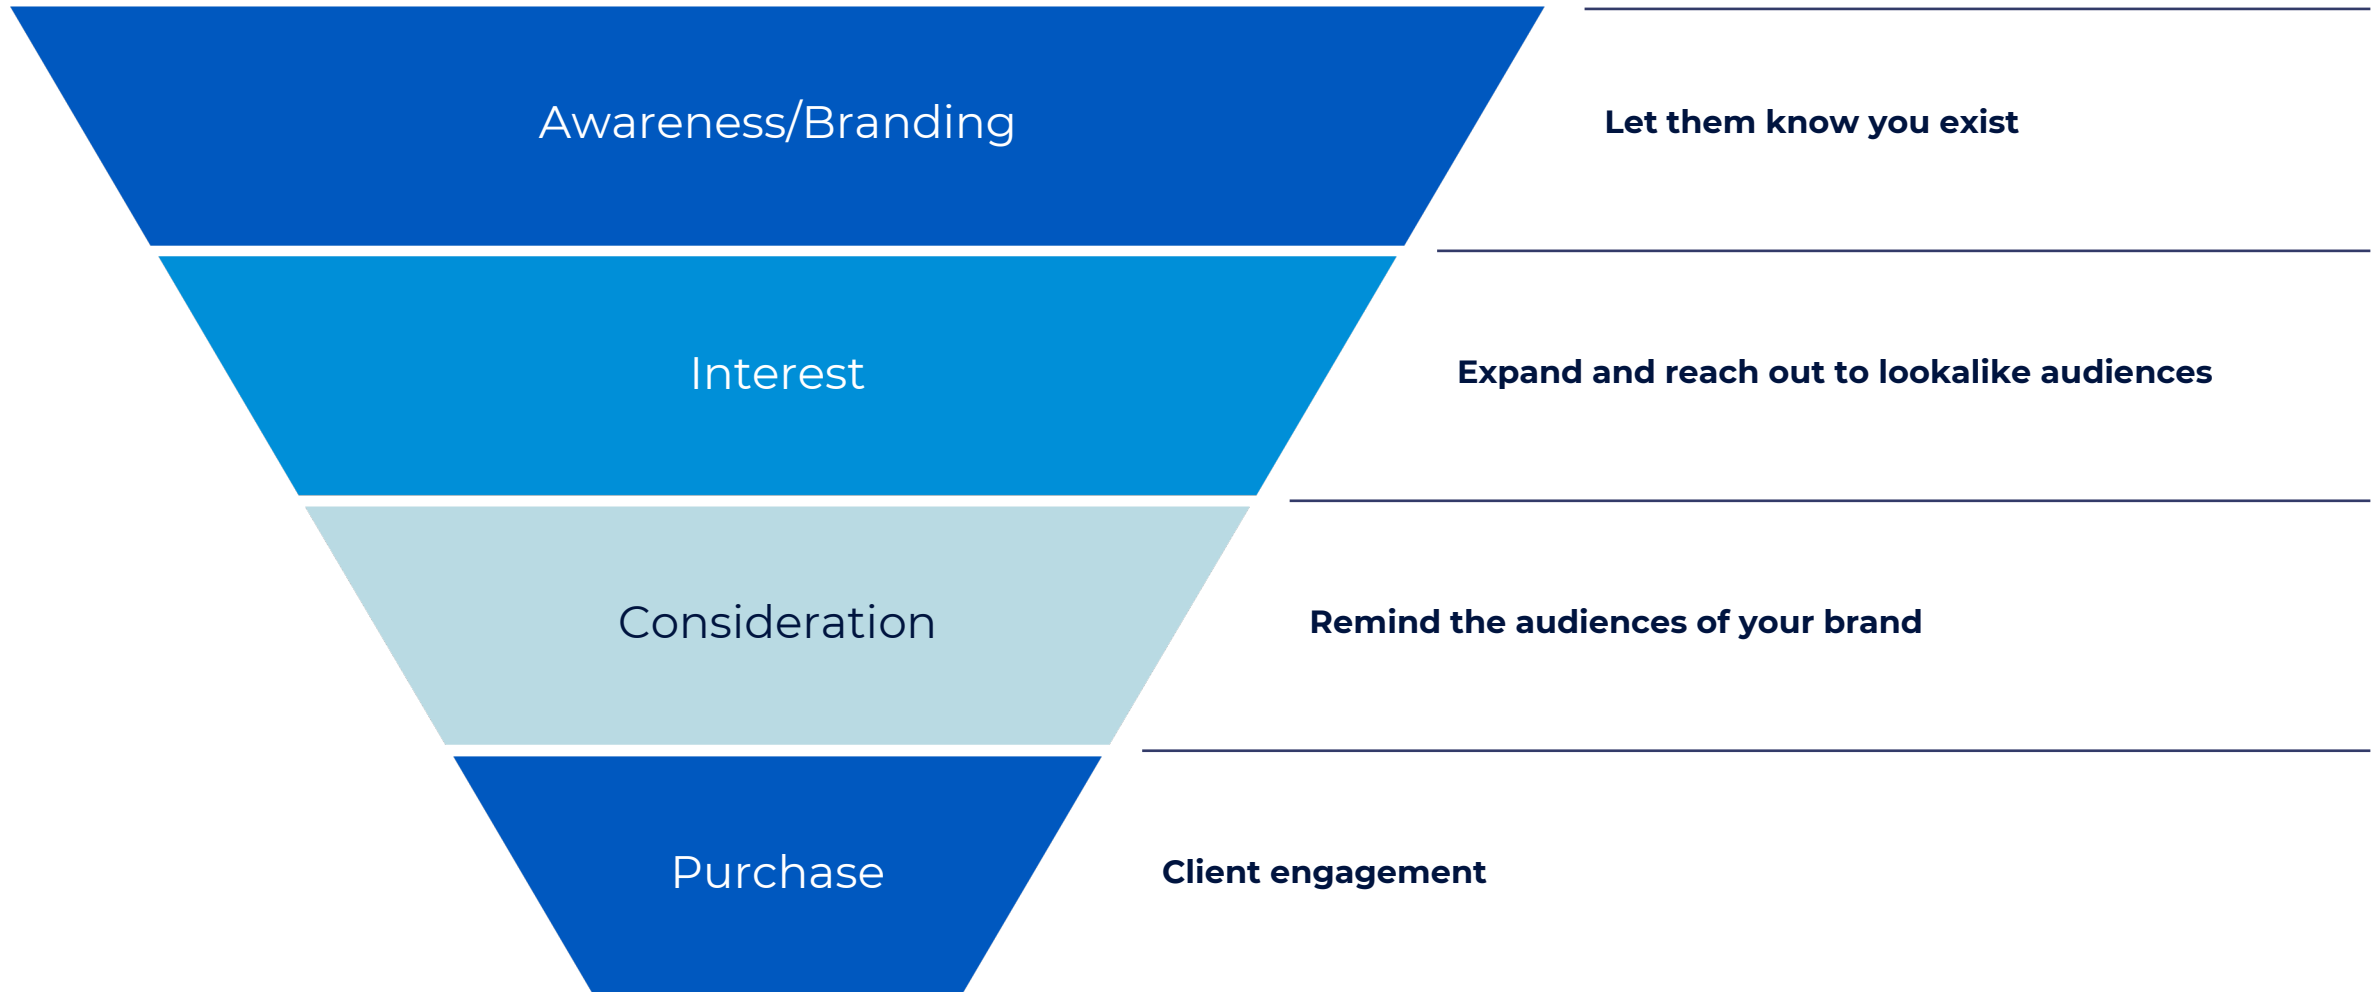 Awareness/Branding
Let them know you exist
Interest
Expand and reach out to lookalike audiences
Consideration
Remind the audiences of your brand
Purchase
Client engagement